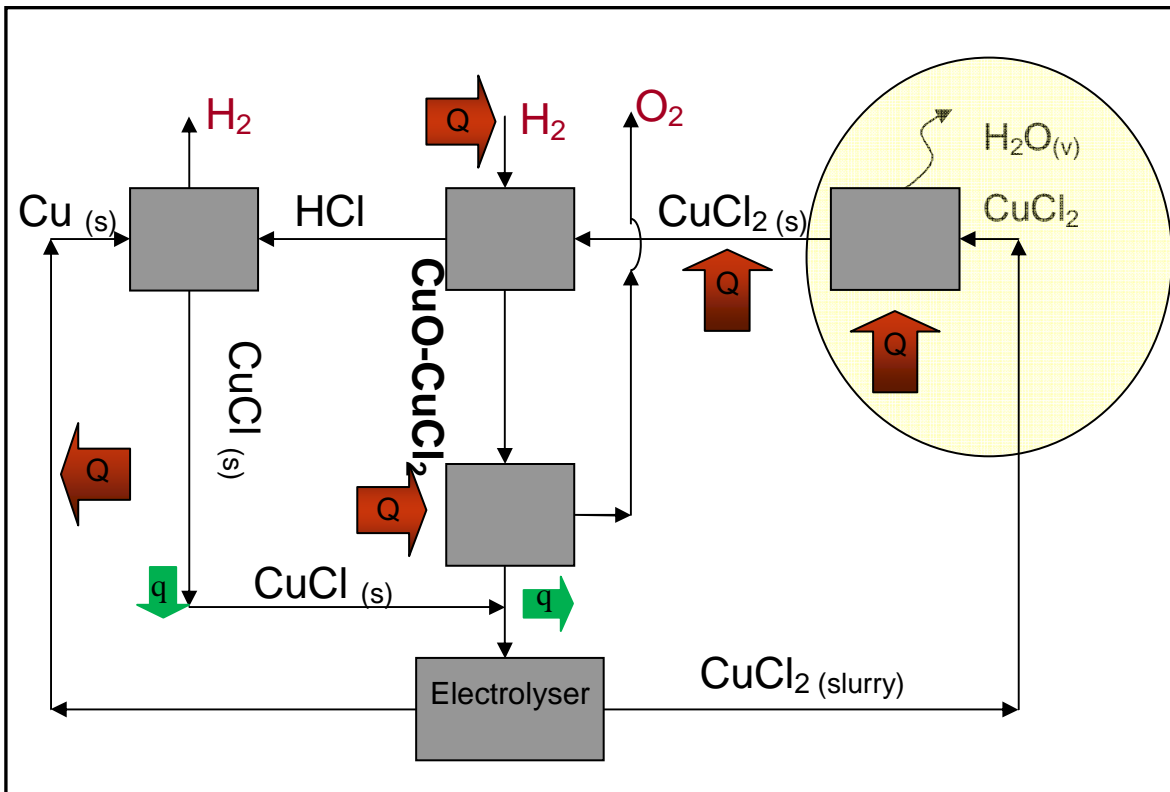 H₂
Q
H₂
O₂
H₂O(v)
Cu (s)
HCl
CuCl₂ (s)
CuCl₂
CuO-CuCl₂
Q
Q
CuCl (s)
Q
Q
q
CuCl (s)
q
Electrolyser
CuCl₂ (slurry)